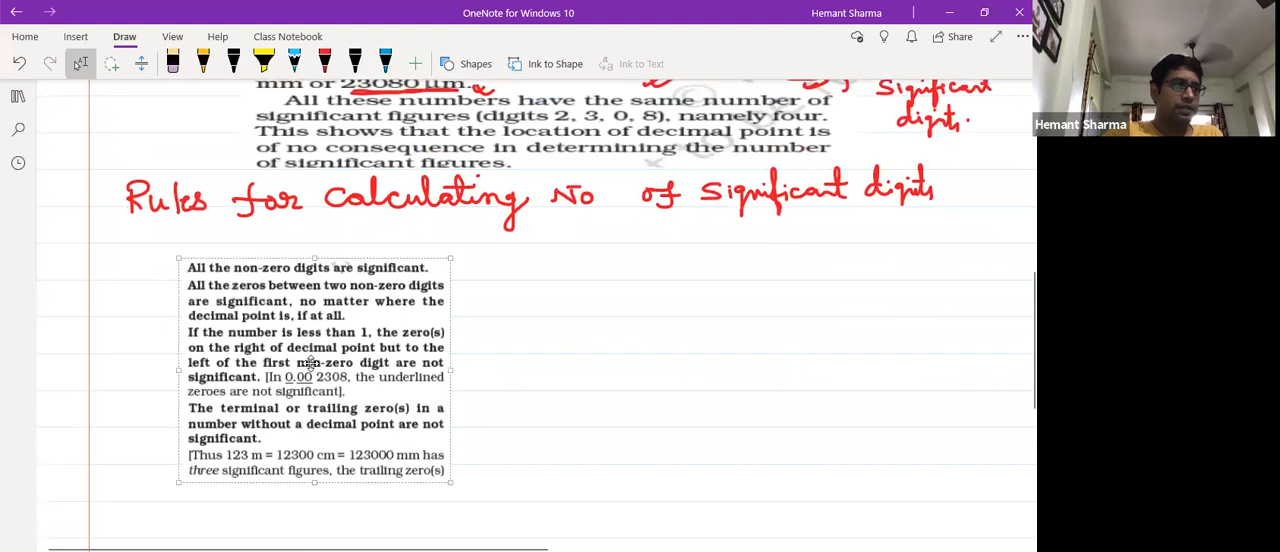 OneNote for Windows 10
Hemant Sharma
Home Insert Draw View Help Class Notebook
Share
Shapes Ink to Shape Ink to Text
mm or 23080 µm.
All these numbers have the same number of
significant figures (digits 2, 3, 0, 8), namely four.
This shows that the location of decimal point is
of no consequence in determining the number
of significant figures.
Significant
digits.
Rules for Calculating No of Significant digits
All the non-zero digits are significant.
All the zeros between two non-zero digits
are significant, no matter where the
decimal point is, if at all.
If the number is less than 1, the zero(s)
on the right of decimal point but to the
left of the first non-zero digit are not
significant. [In 0.00 2308, the underlined
zeroes are not significant].
The terminal or trailing zero(s) in a
number without a decimal point are not
significant.
[Thus 123 m = 12300 cm = 123000 mm has
three significant figures, the trailing zero(s)
Hemant Sharma